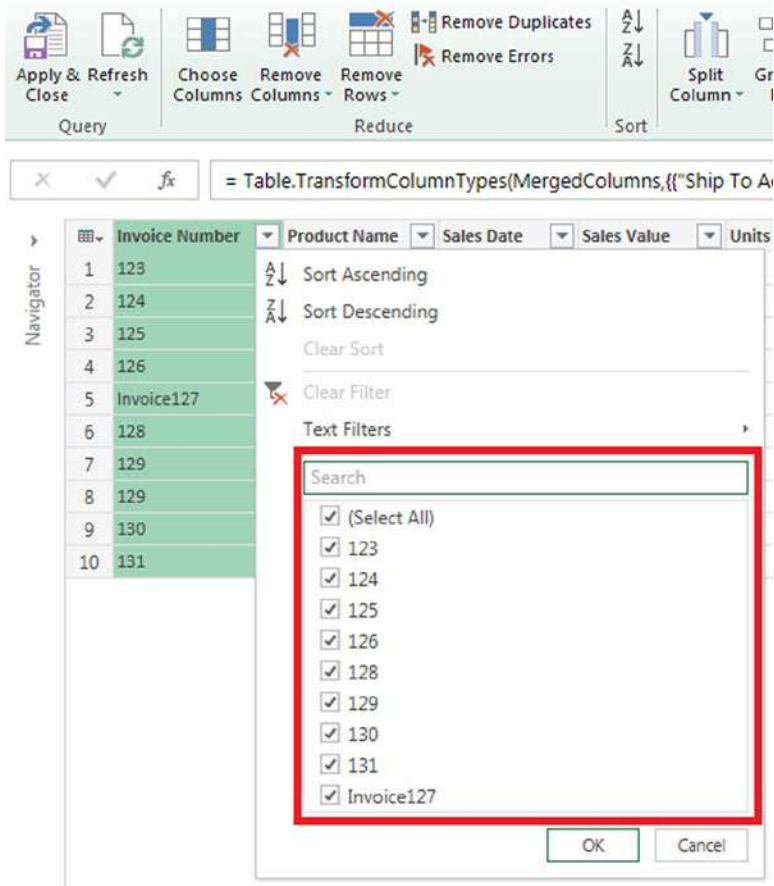 Remove Duplicates
Remove Errors
Apply & Refresh
Close
Choose
Columns
Remove
Columns
Remove
Rows
Split
Column
Query
Reduce
Sort
fx
= Table.TransformColumnTypes(MergedColumns,{{"Ship To A
Navigator
Invoice Number
Product Name
Sales Date
Sales Value
Units
1 123
2 124
3 125
4 126
5 Invoice127
6 128
7 129
8 129
9 130
10 131
Sort Ascending
Sort Descending
Clear Sort
Clear Filter
Text Filters
Search
(Select All)
123
124
125
126
128
129
130
131
Invoice127
OK
Cancel